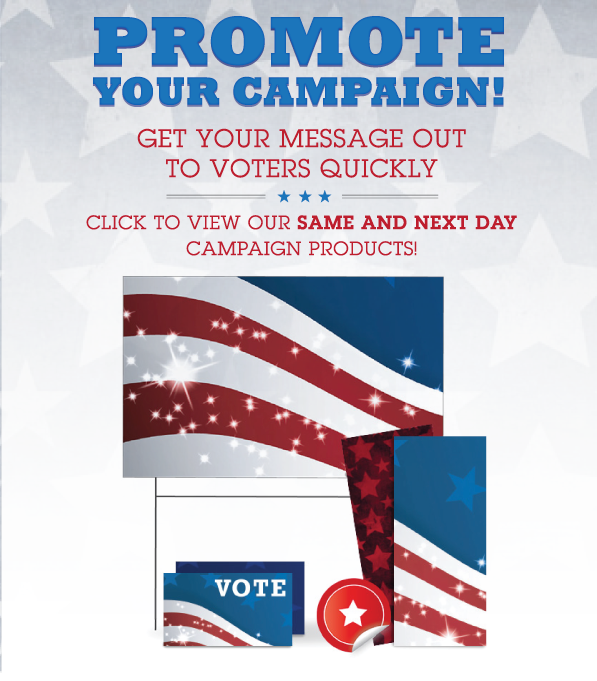 PROMOTE
YOUR CAMPAIGN!
GET YOUR MESSAGE OUT
TO VOTERS QUICKLY
CLICK TO VIEW OUR SAME AND NEXT DAY
CAMPAIGN PRODUCTS!
VOTE